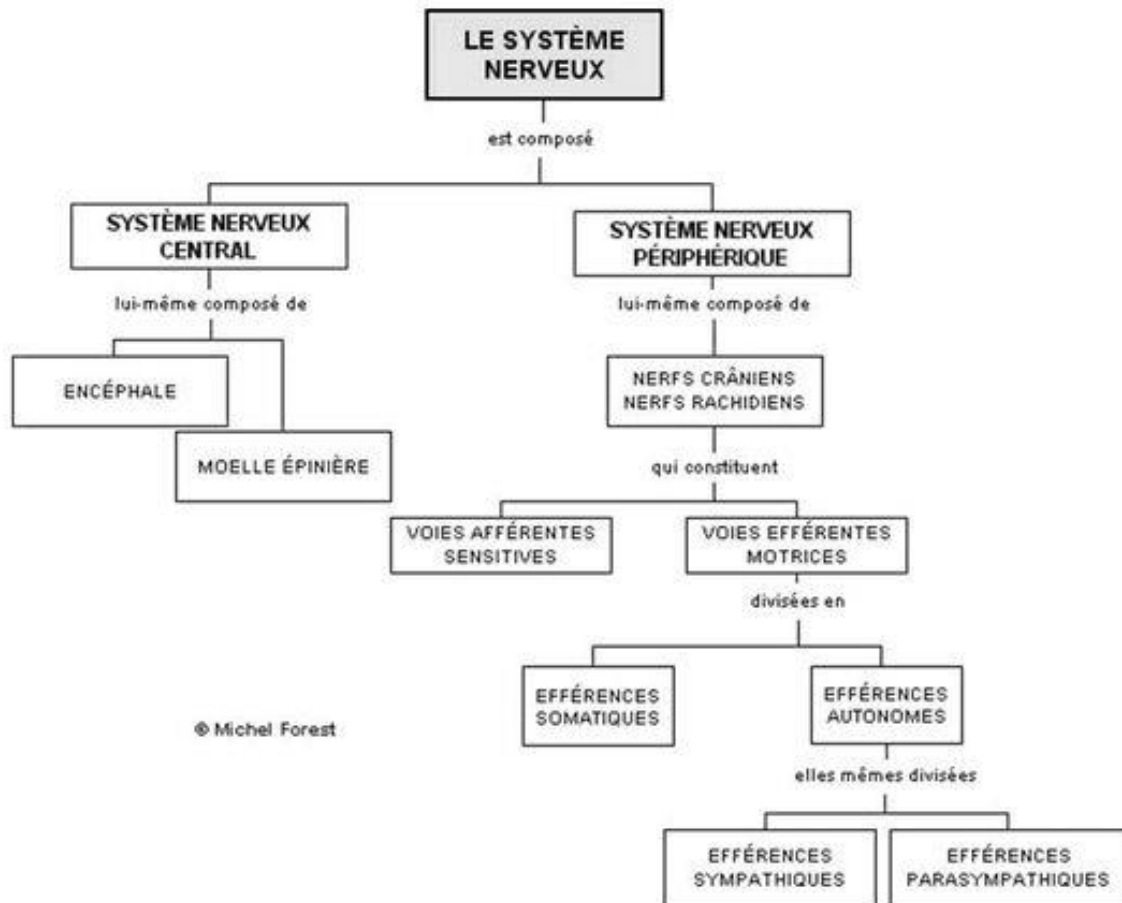 LE SYSTÈME
NERVEUX
est composé
SYSTÈME NERVEUX
CENTRAL
SYSTÈME NERVEUX
PÉRIPHÉRIQUE
lui-même composé de
lui-même composé de
ENCÉPHALE
MOELLE ÉPINIÈRE
NERFS CRÂNIENS
NERFS RACHIDIENS
qui constituent
VOIES AFFÉRENTES
SENSITIVES
VOIES EFFÉRENTES
MOTRICES
divisées en
EFFÉRENCES
SOMATIQUES
EFFÉRENCES
AUTONOMES
© Michel Forest
elles mêmes divisées
EFFÉRENCES
SYMPATHIQUES
EFFÉRENCES
PARASYMPATHIQUES